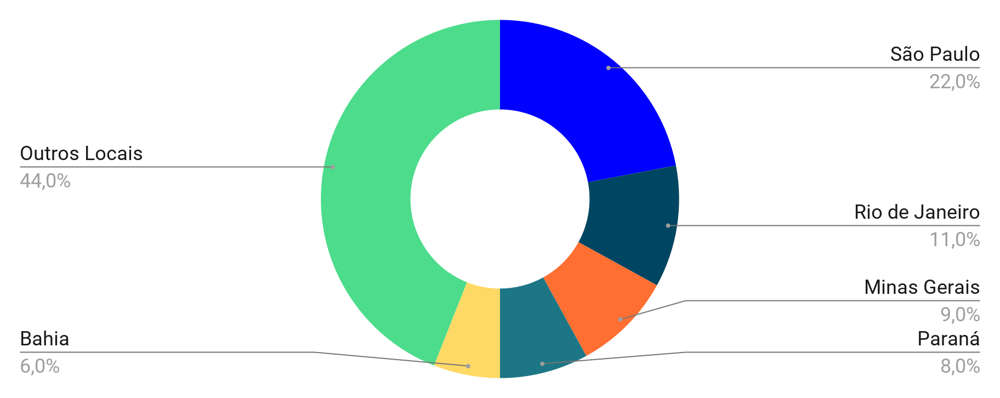 São Paulo
22,0%
Outros Locais
44,0%
Rio de Janeiro
11,0%
Minas Gerais
9,0%
Bahia
6,0%
Paraná
8,0%